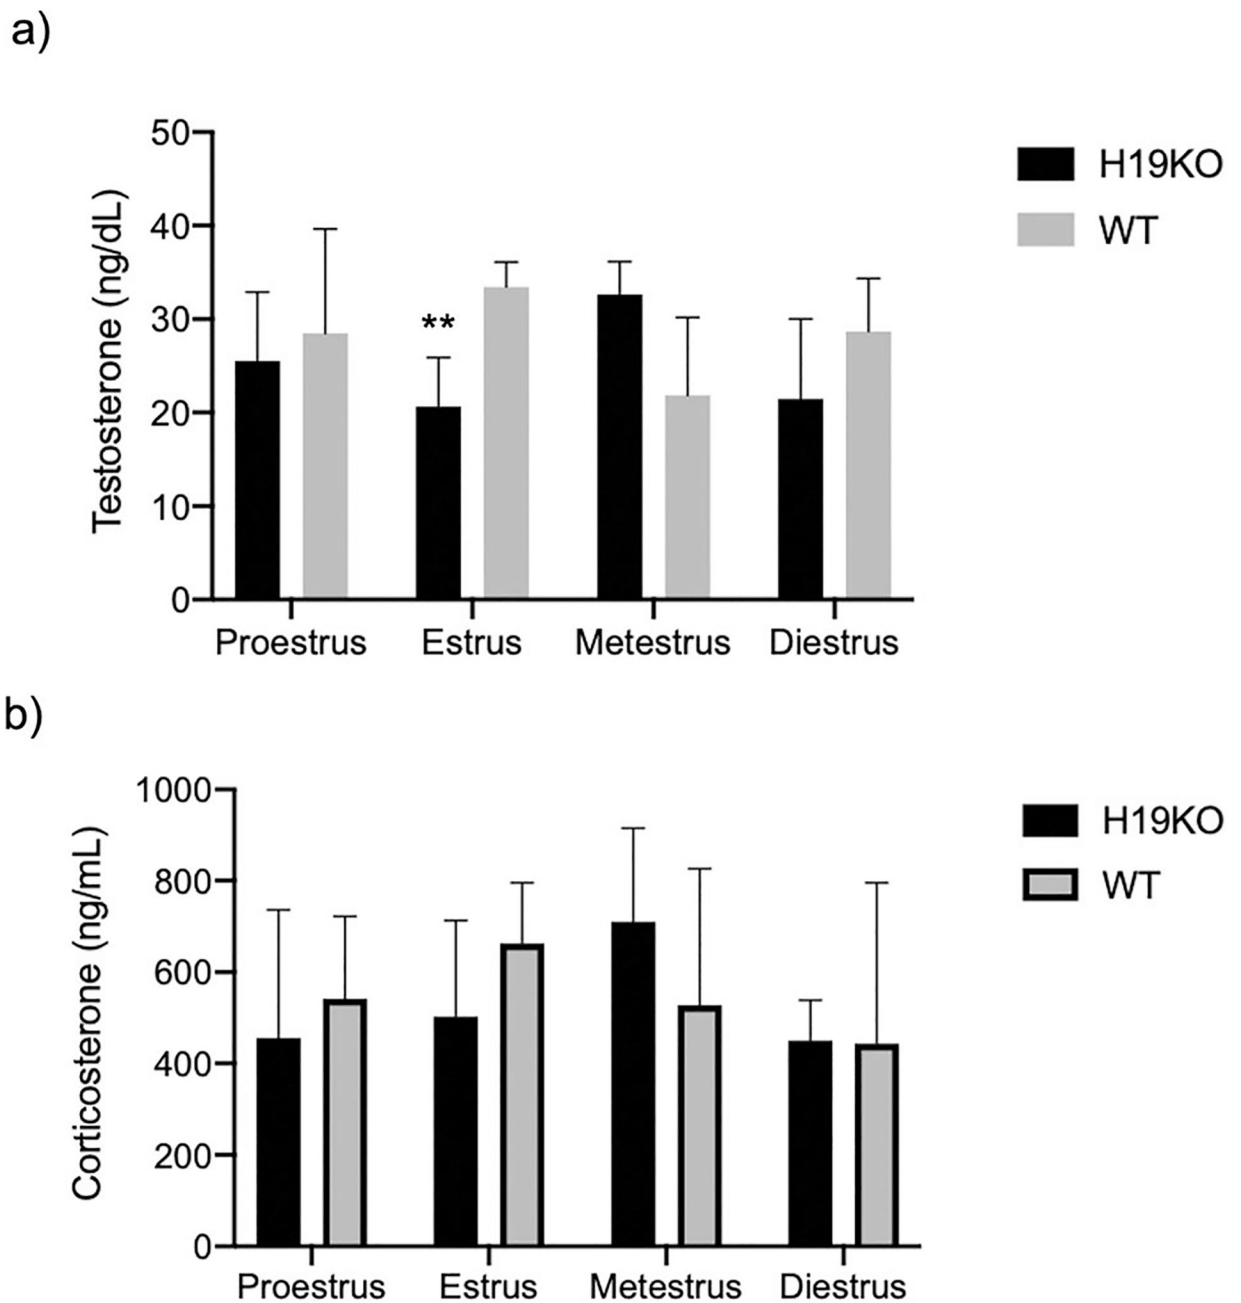 a)
50
40
30
20
10
0
Testosterone (ng/dL)
**
H19KO
WT
Proestrus Estrus Metestrus Diestrus
b)
1000
800
600
400
200
0
Corticosterone (ng/mL)
H19KO
WT
Proestrus Estrus Metestrus Diestrus